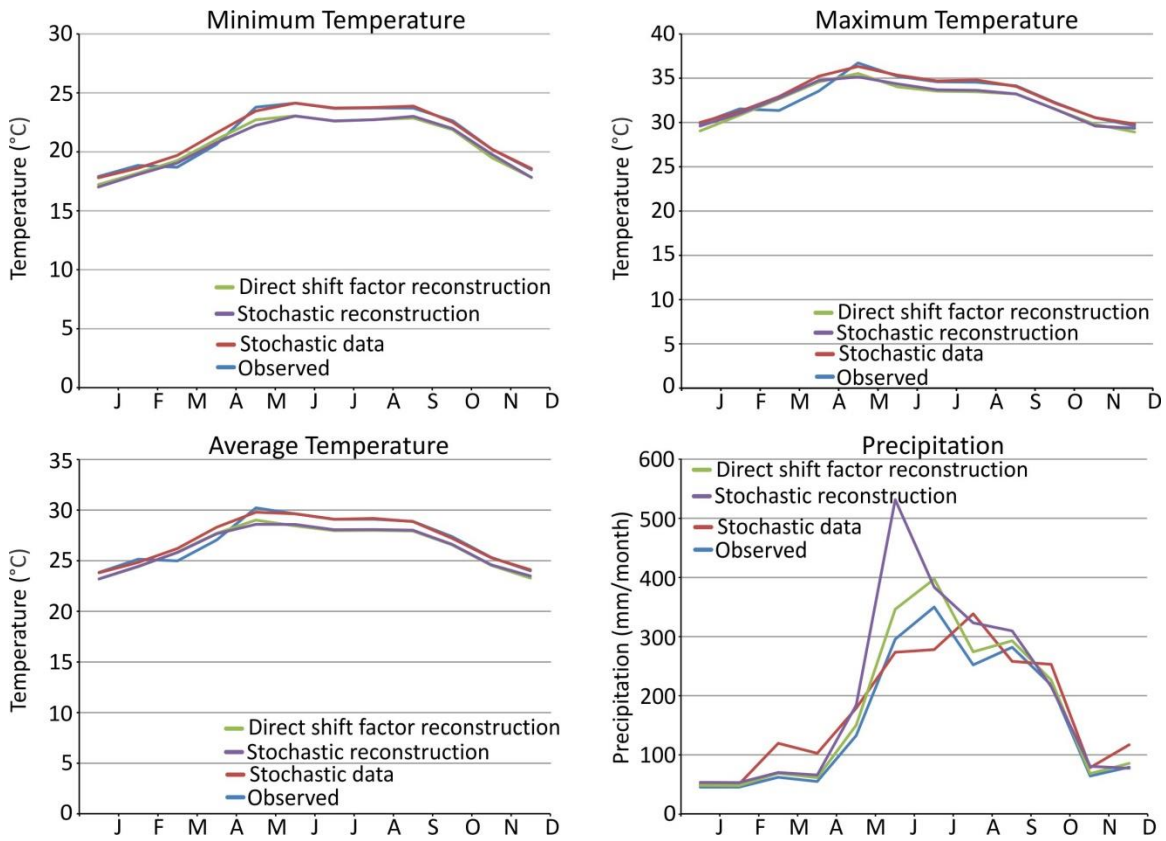 Minimum Temperature
30
25
20
15
10
5
0
Temperature (°C)
Direct shift factor reconstruction
Stochastic reconstruction
Stochastic data
Observed
J F M A M J J A S O N D
Maximum Temperature
40
35
30
25
20
15
10
5
0
Temperature (°C)
Direct shift factor reconstruction
Stochastic reconstruction
Stochastic data
Observed
J F M A M J J A S O N D
Average Temperature
35
30
25
20
15
10
5
0
Temperature (°C)
Direct shift factor reconstruction
Stochastic reconstruction
Stochastic data
Observed
J F M A M J J A S O N D
Precipitation
600
500
400
300
200
100
0
Precipitation (mm/month)
Direct shift factor reconstruction
Stochastic reconstruction
Stochastic data
Observed
J F M A M J J A S O N D